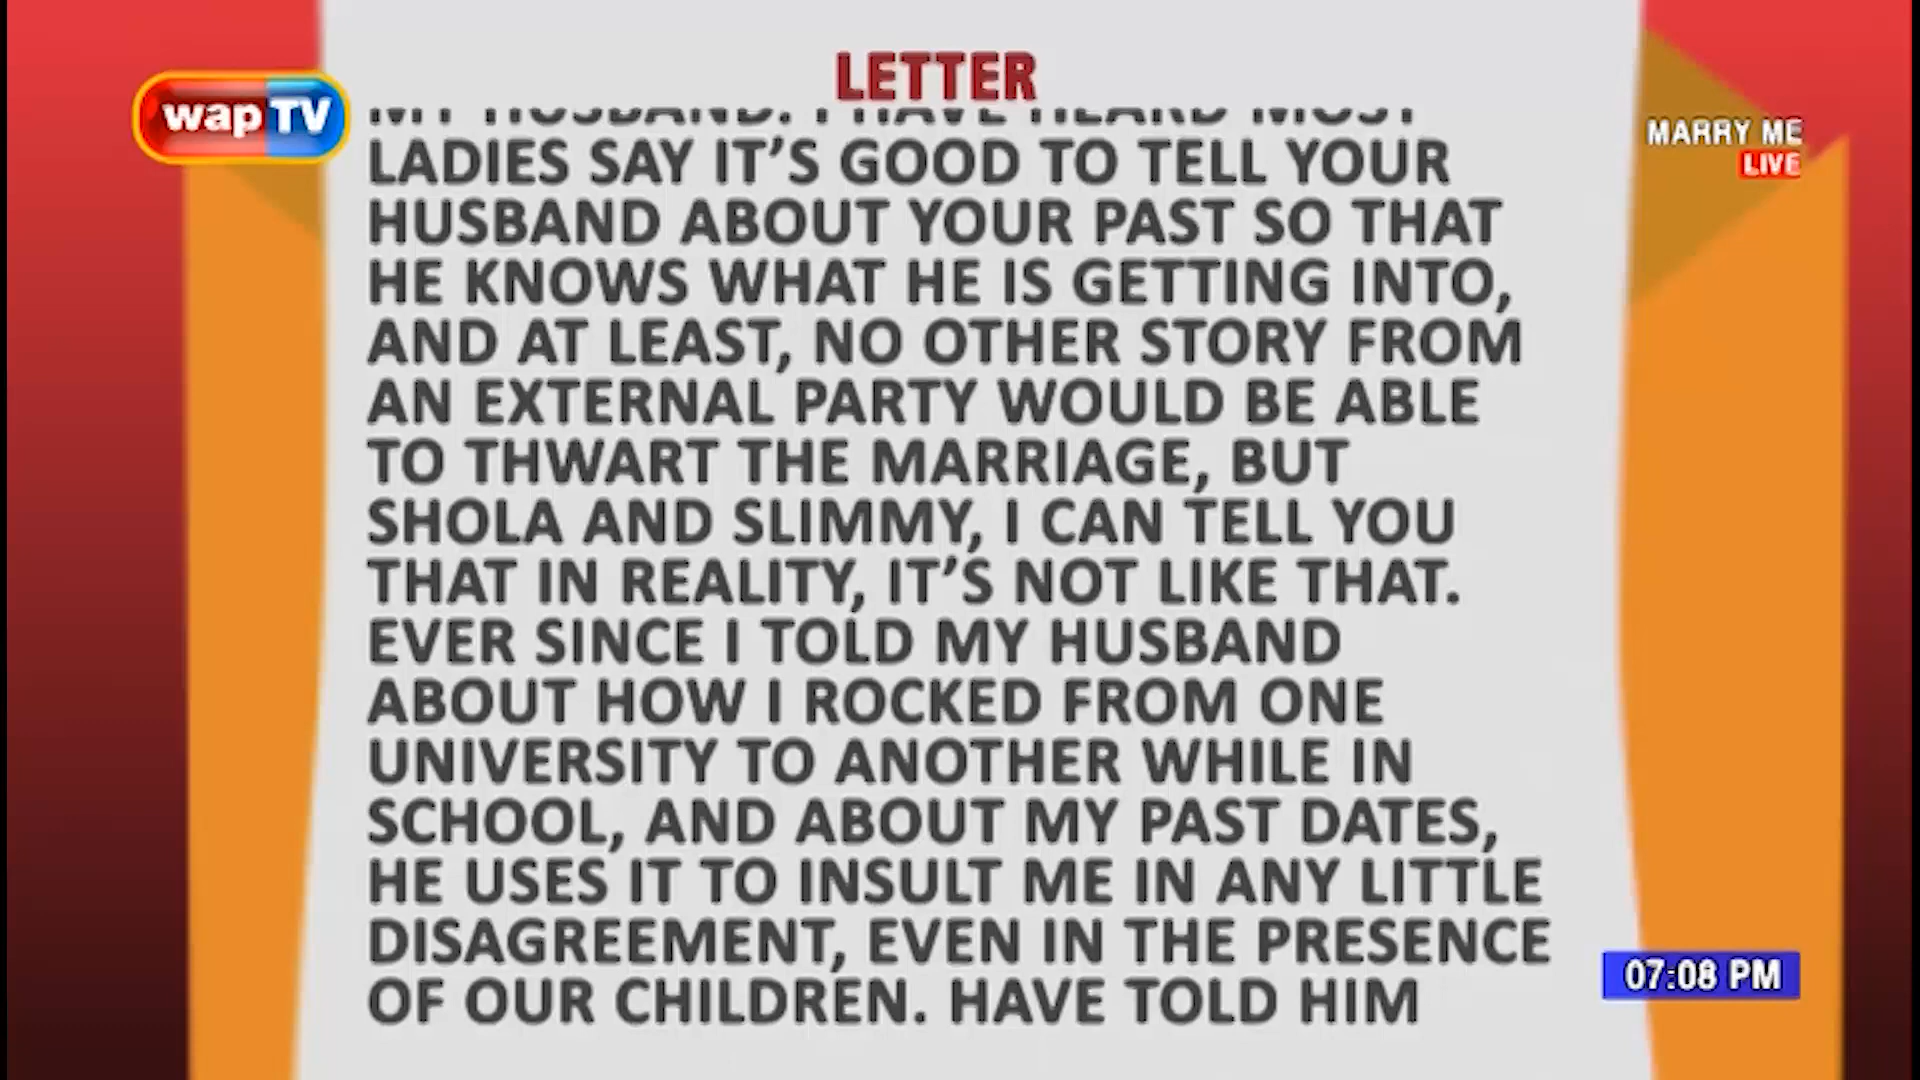 LETTER
wapTV
MARRY ME
LIVE
MY HUSBAND. I HAVE HEARD MOST
LADIES SAY IT’S GOOD TO TELL YOUR
HUSBAND ABOUT YOUR PAST SO THAT
HE KNOWS WHAT HE IS GETTING INTO,
AND AT LEAST, NO OTHER STORY FROM
AN EXTERNAL PARTY WOULD BE ABLE
TO THWART THE MARRIAGE, BUT
SHOLA AND SLIMMY, I CAN TELL YOU
THAT IN REALITY, IT’S NOT LIKE THAT.
EVER SINCE I TOLD MY HUSBAND
ABOUT HOW I ROCKED FROM ONE
UNIVERSITY TO ANOTHER WHILE IN
SCHOOL, AND ABOUT MY PAST DATES,
HE USES IT TO INSULT ME IN ANY LITTLE
DISAGREEMENT, EVEN IN THE PRESENCE
OF OUR CHILDREN. HAVE TOLD HIM
07:08 PM